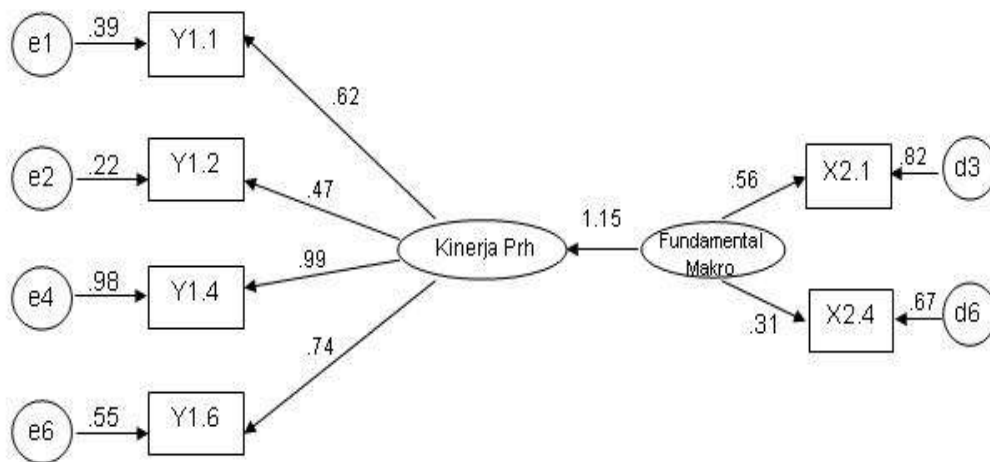 e1
.39
Y1.1
.62
e2
.22
Y1.2
.47
e4
.98
Y1.4
.99
e6
.55
Y1.6
.74
Kinerja Prh
1.15
Fundamental
Makro
.56
X2.1
.82
d3
.31
X2.4
.67
d6